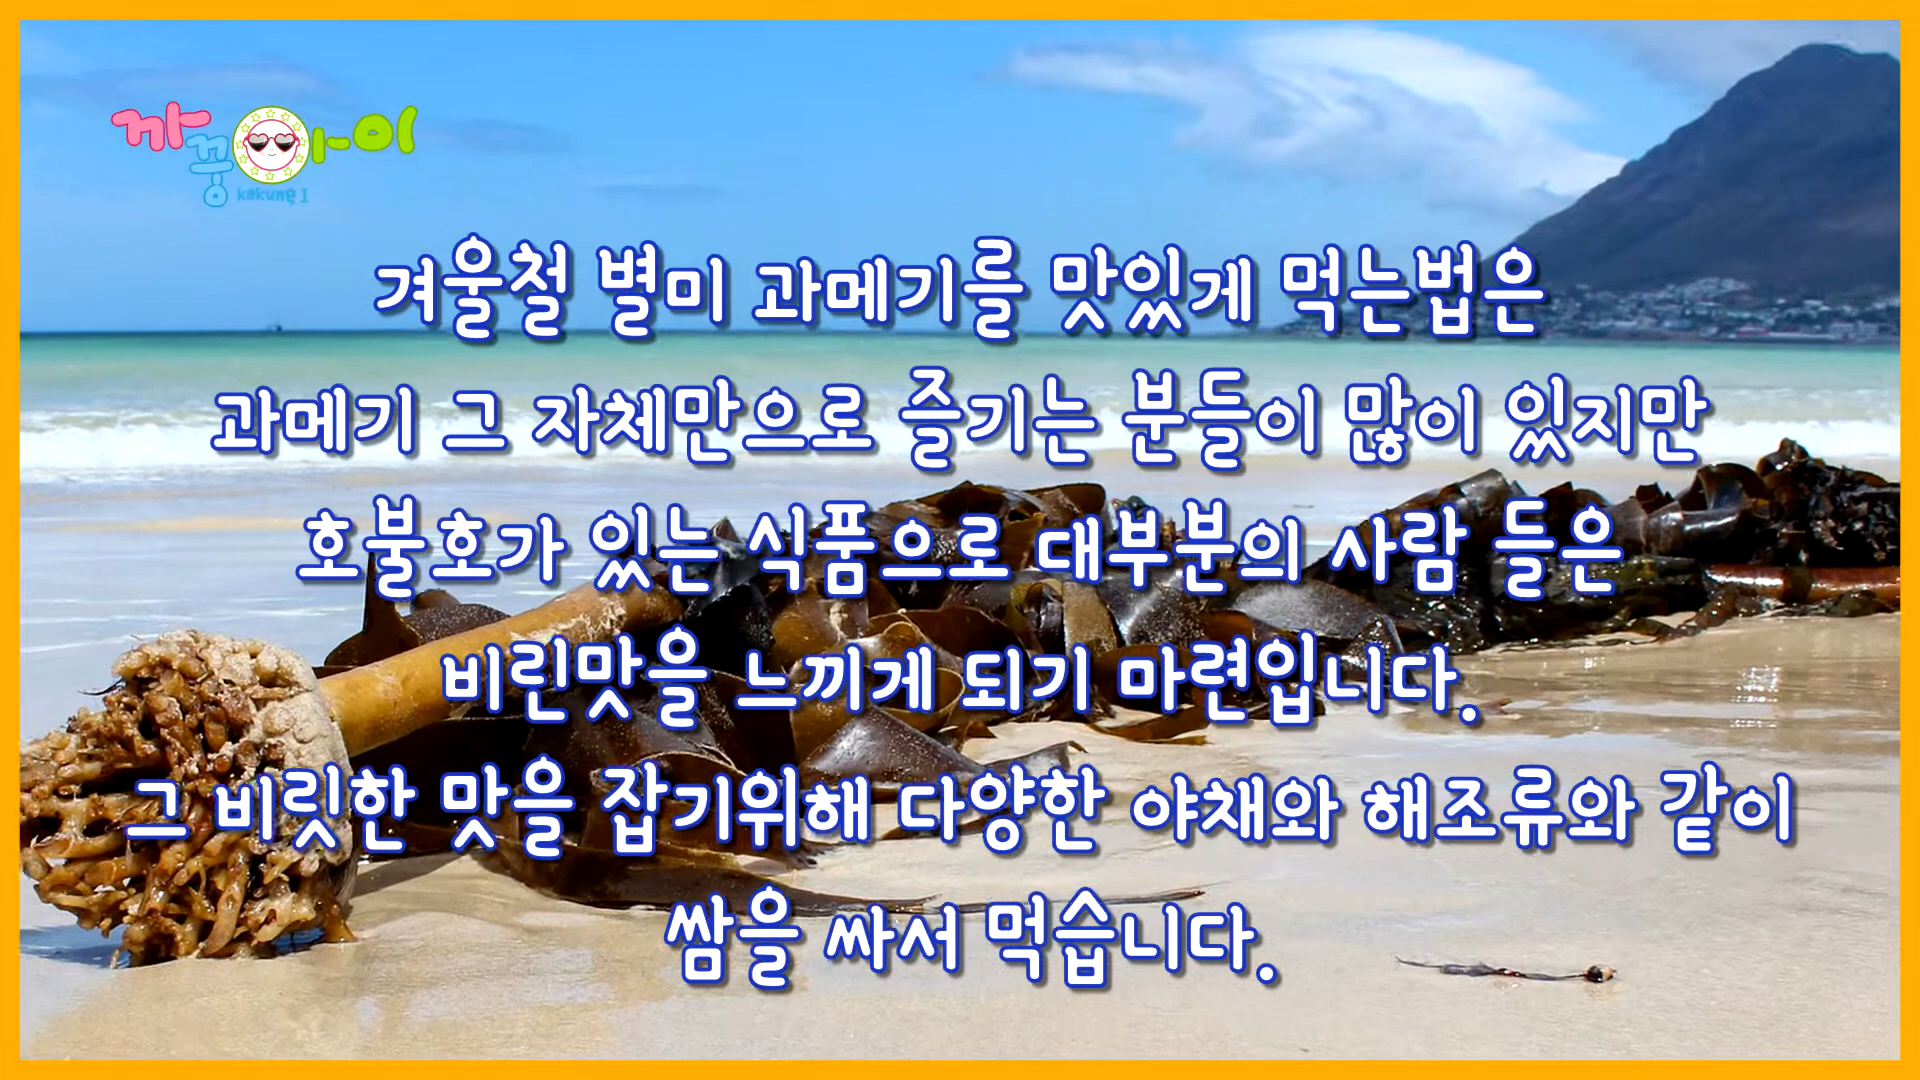 까꿍아이
kakung I
겨울철 별미 과메기를 맛있게 먹는법은
과메기 그 자체만으로 즐기는 분들이 많이 있지만
호불호가 있는 식품으로 대부분의 사람 들은
비린맛을 느끼게 되기 마련입니다.
그 비릿한 맛을 잡기위해 다양한 야채와 해조류와 같이
쌈을 싸서 먹습니다.